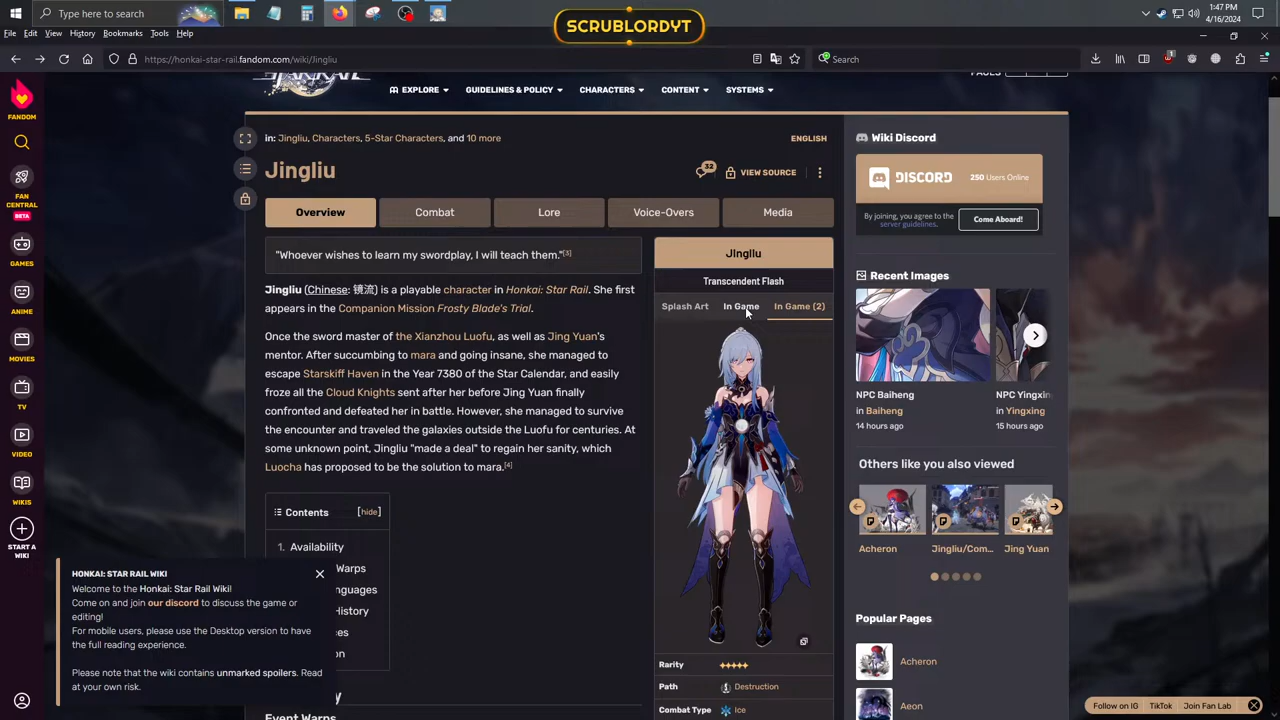 Start
Type here to search
1:47 PM
4/16/2024
SCRUBLORDYT
File Edit View History Bookmarks Tools Help
https://honkai-star-rail.fandom.com/wiki/Jingliu
Search
1
FANDOM
FAN CENTRAL
BETA
GAMES
ANIME
MOVIES
TV
VIDEO
WIKIS
START A WIKI
PAGES
EXPLORE
GUIDELINES & POLICY
CHARACTERS
CONTENT
SYSTEMS
in: Jingliu, Characters, 5-Star Characters, and 10 more
ENGLISH
Jingliu
32
VIEW SOURCE
Overview
Combat
Lore
Voice-Overs
Media
"Whoever wishes to learn my swordplay, I will teach them."[3]
Jingliu (Chinese: 镜流) is a playable character in Honkai: Star Rail. She first
appears in the Companion Mission Frosty Blade's Trial.
Once the sword master of the Xianzhou Luofu, as well as Jing Yuan's
mentor. After succumbing to mara and going insane, she managed to
escape Starskiff Haven in the Year 7380 of the Star Calendar, and easily
froze all the Cloud Knights sent after her before Jing Yuan finally
confronted and defeated her in battle. However, she managed to survive
the encounter and traveled the galaxies outside the Luofu for centuries. At
some unknown point, Jingliu "made a deal" to regain her sanity, which
Luocha has proposed to be the solution to mara.[4]
Contents [hide]
1. Availability
Warps
nguages
History
ces
on
y
Event Warps
HONKAI: STAR RAIL WIKI
Welcome to the Honkai: Star Rail Wiki!
Come on and join our discord to discuss the game or
editing!
For mobile users, please use the Desktop version to have
the full reading experience.
Please note that the wiki contains unmarked spoilers. Read
at your own risk.
Jingliu
Transcendent Flash
Splash Art
In Game
In Game (2)
Rarity
Path Destruction
Combat Type Ice
Wiki Discord
DISCORD
250 Users Online
By joining, you agree to the
server guidelines.
Come Aboard!
Recent Images
NPC Baiheng
in Baiheng
14 hours ago
NPC Yingxin
in Yingxing
15 hours ago
Others like you also viewed
Acheron
Jingliu/Com...
Jing Yuan
Popular Pages
Acheron
Aeon
Follow on IG
TikTok
Join Fan Lab